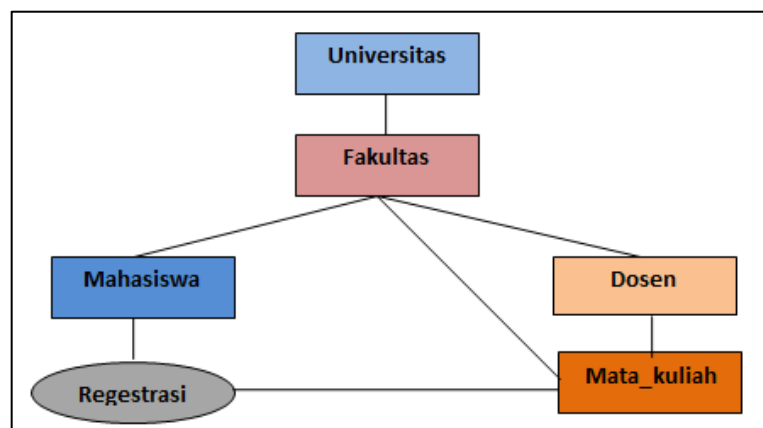 Universitas
Fakultas
Mahasiswa
Dosen
Regestrasi
Mata_kuliah